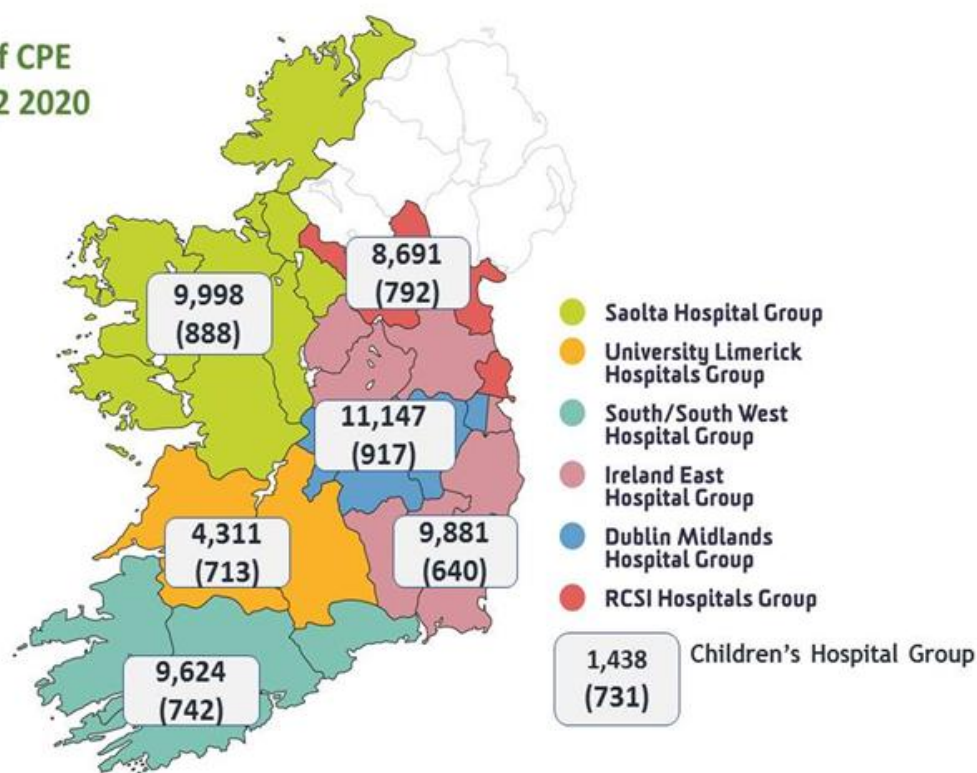 f CPE
2 2020
8,691
(792)
9,998
(888)
11,147
(917)
4,311
(713)
9,881
(640)
9,624
(742)
Saolta Hospital Group
University Limerick
Hospitals Group
South/South West
Hospital Group
Ireland East
Hospital Group
Dublin Midlands
Hospital Group
RCSI Hospitals Group
1,438
(731)
Children's Hospital Group